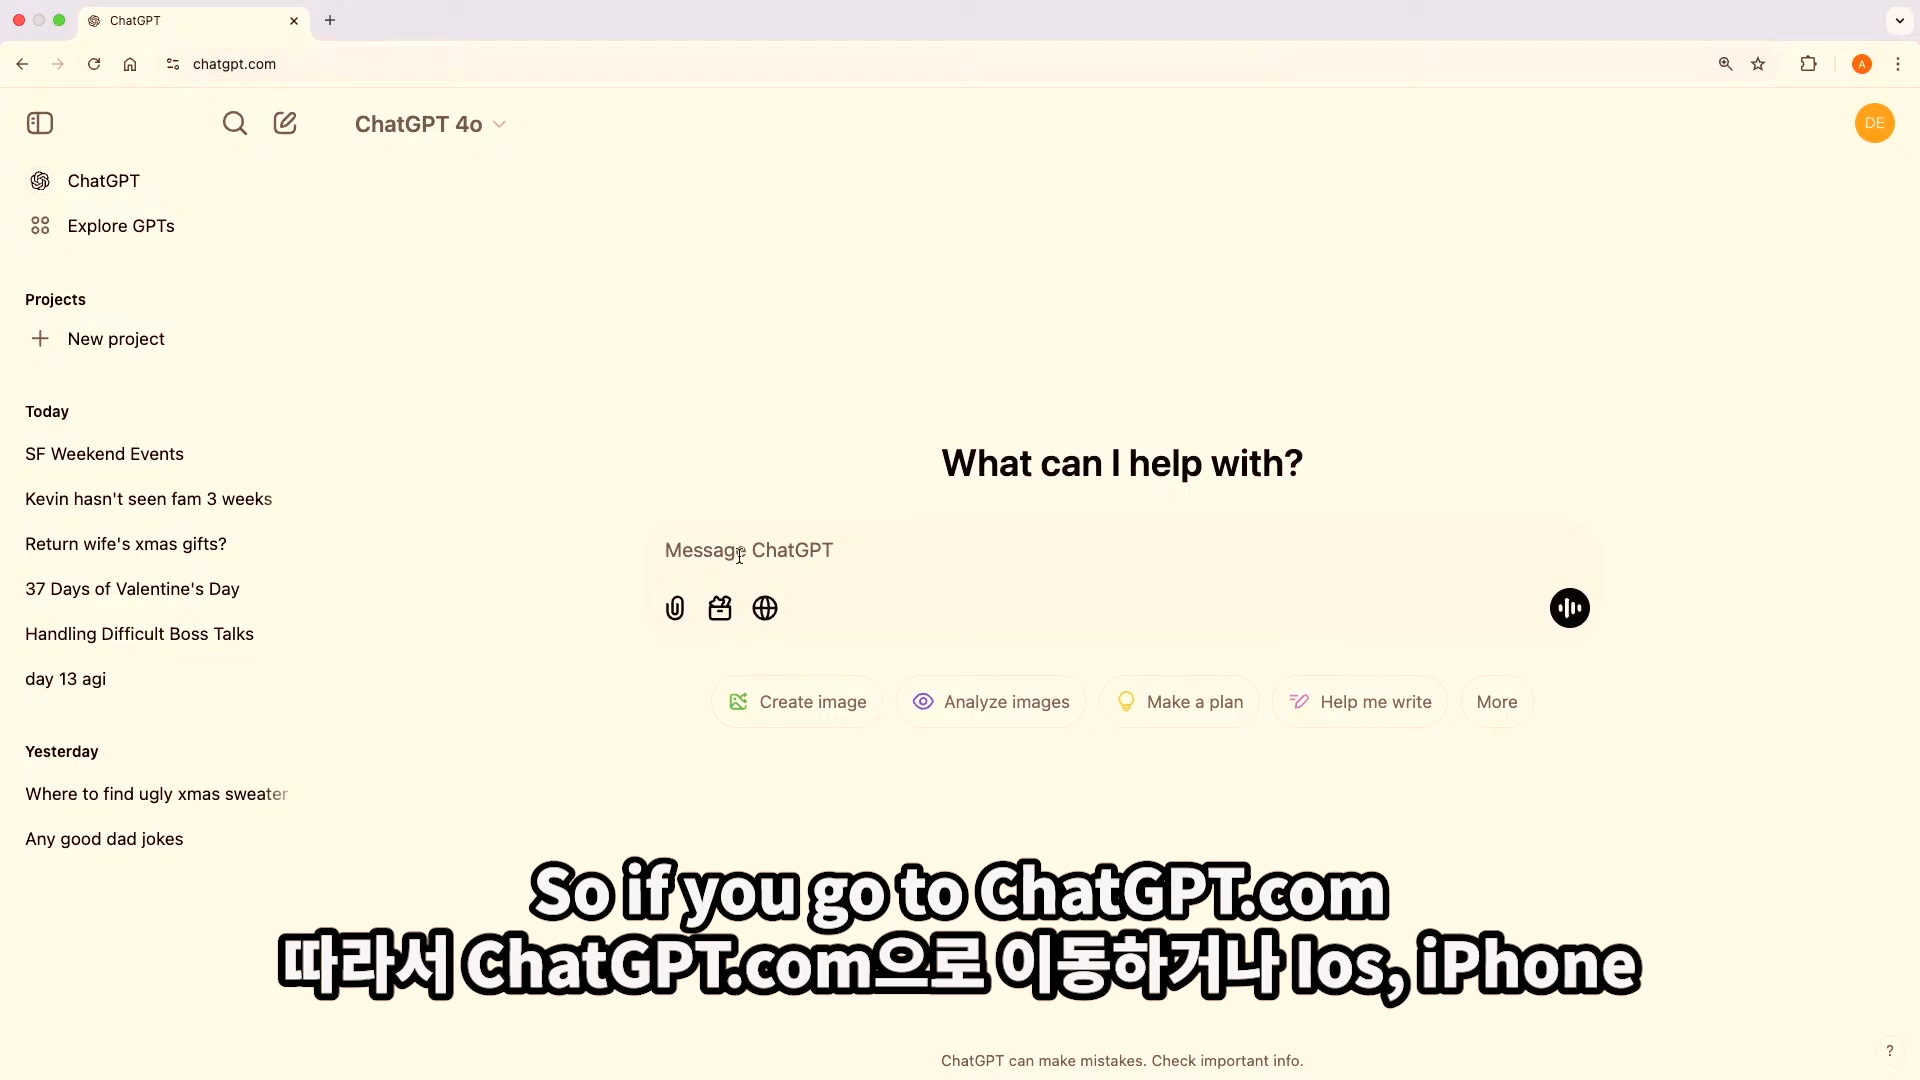 ChatGPT
chatgpt.com
A
ChatGPT 4o
DE
ChatGPT
Explore GPTs
Projects
New project
Today
SF Weekend Events
Kevin hasn't seen fam 3 weeks
Return wife's xmas gifts?
37 Days of Valentine's Day
Handling Difficult Boss Talks
day 13 agi
Yesterday
Where to find ugly xmas sweater
Any good dad jokes
What can I help with?
Message ChatGPT
Create image
Analyze images
Make a plan
Help me write
More
So if you go to ChatGPT.com
따라서 ChatGPT.com으로 이동하거나 Ios, iPhone
ChatGPT can make mistakes. Check important info.
?